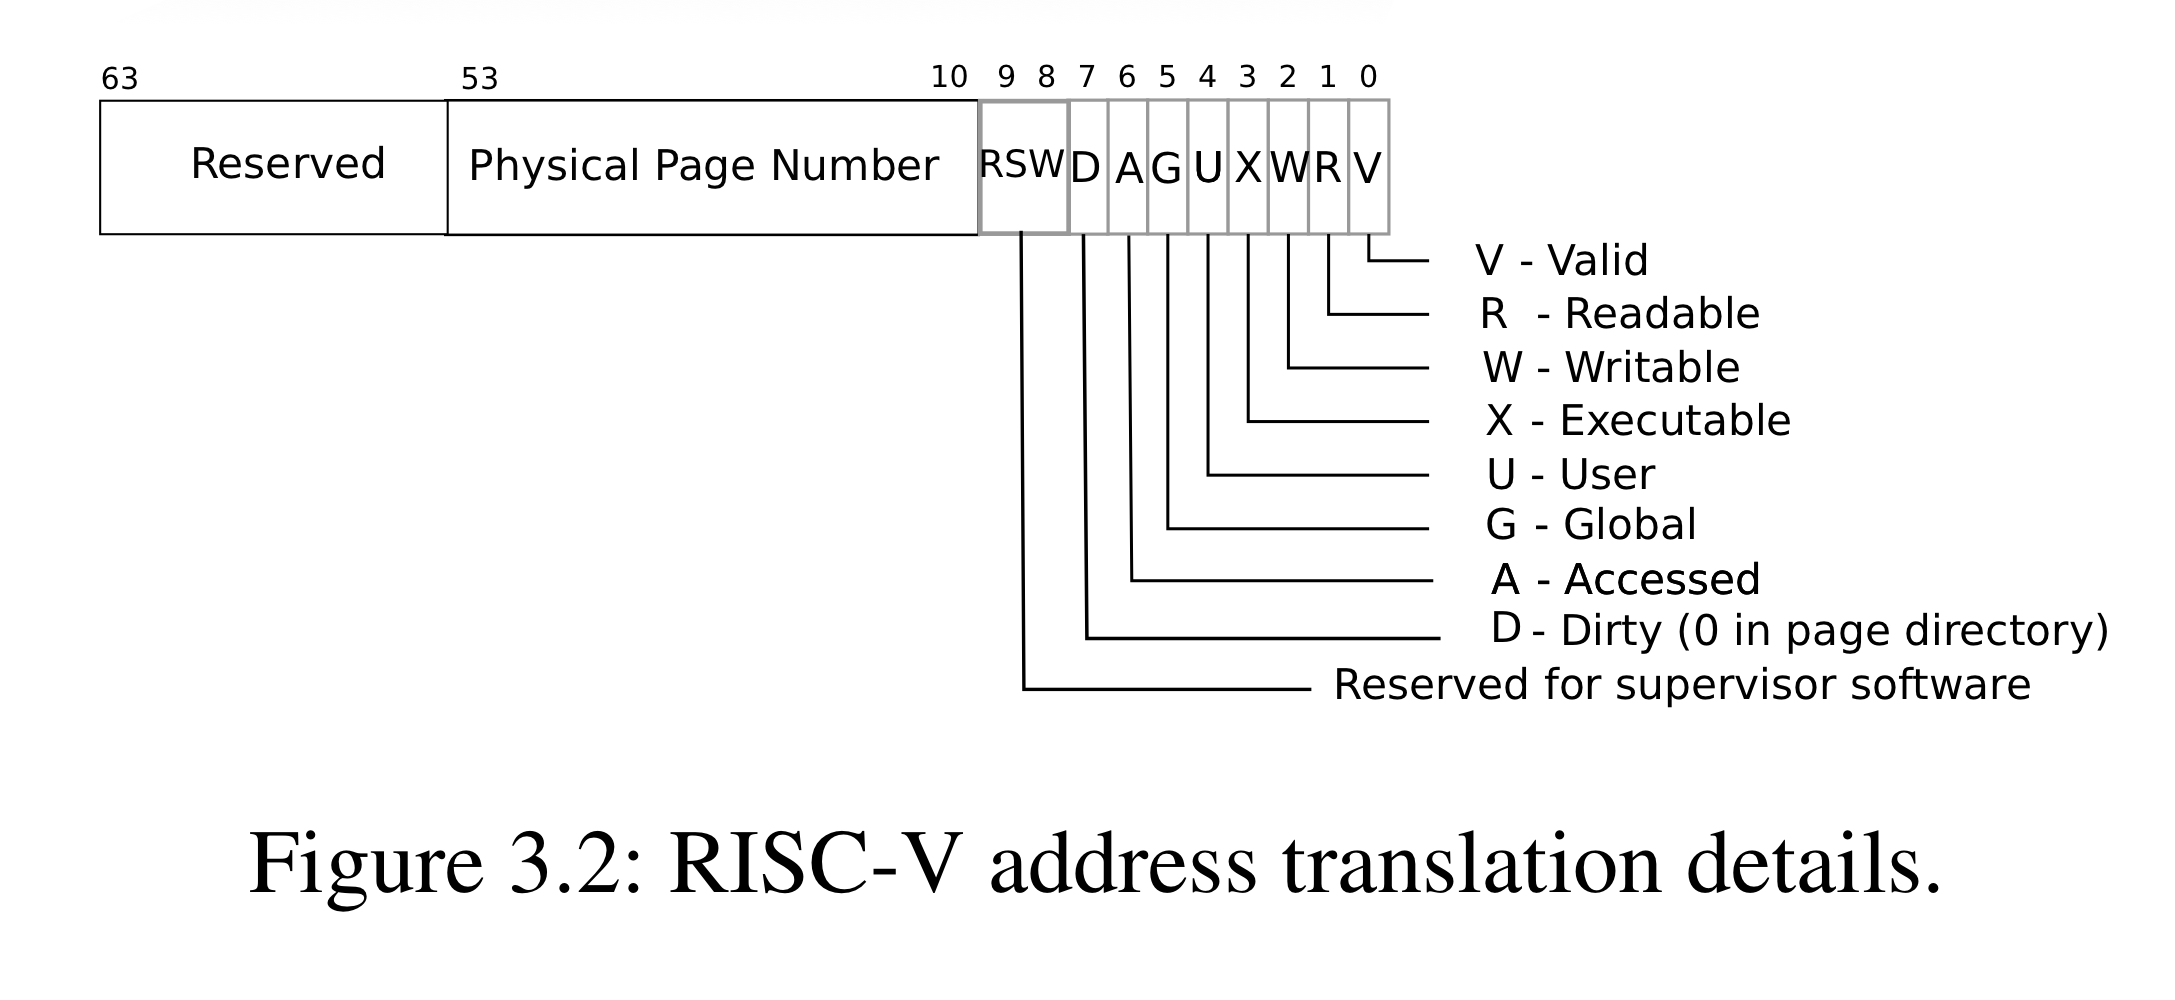 63 53 10 9 8 7 6 5 4 3 2 1 0
Reserved Physical Page Number RSW D A G U X W R V
V - Valid
R - Readable
W - Writable
X - Executable
U - User
G - Global
A - Accessed
D - Dirty (0 in page directory)
Reserved for supervisor software
Figure 3.2: RISC-V address translation details.